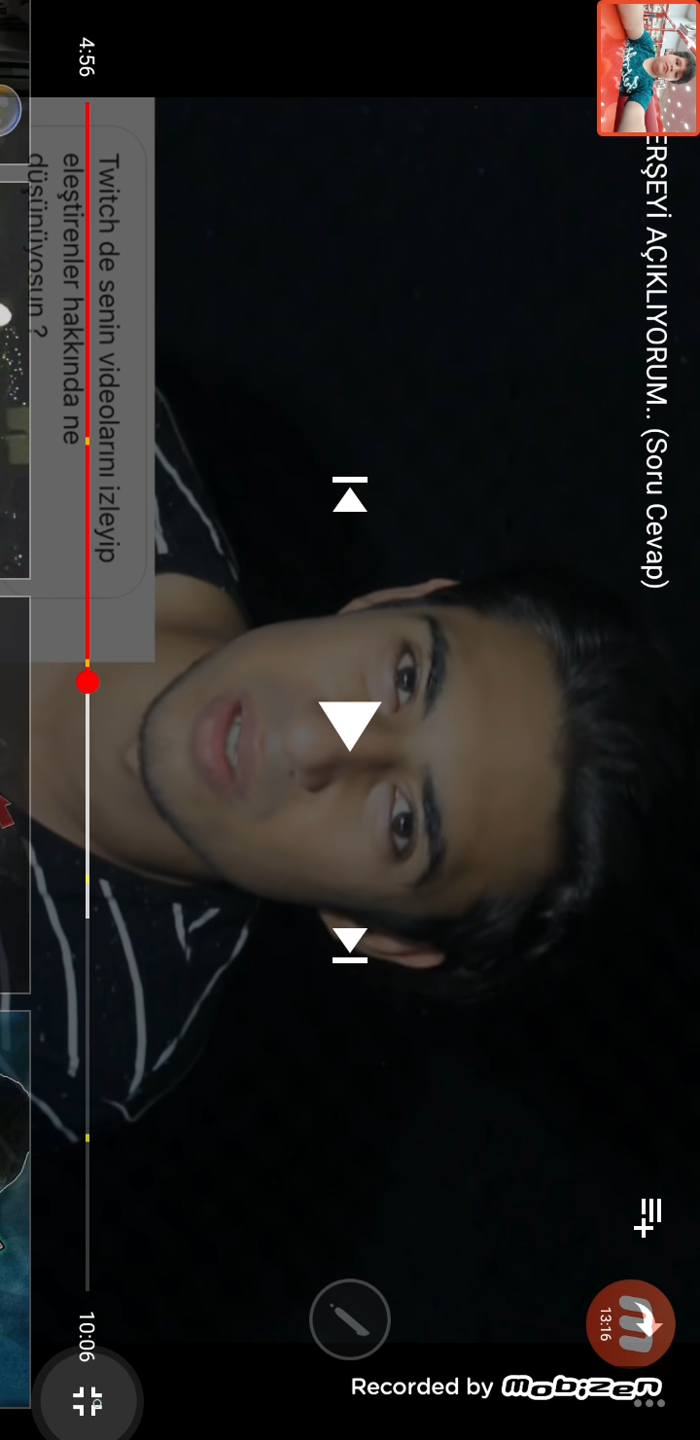 ERŞEYİ AÇIKLIYORUM.. (Soru Cevap)
13:16
Twitch de senin videolarını izleyip
eleştirenler hakkında ne
düşünüyosun ?
4:56
10:06
Recorded by mobizen